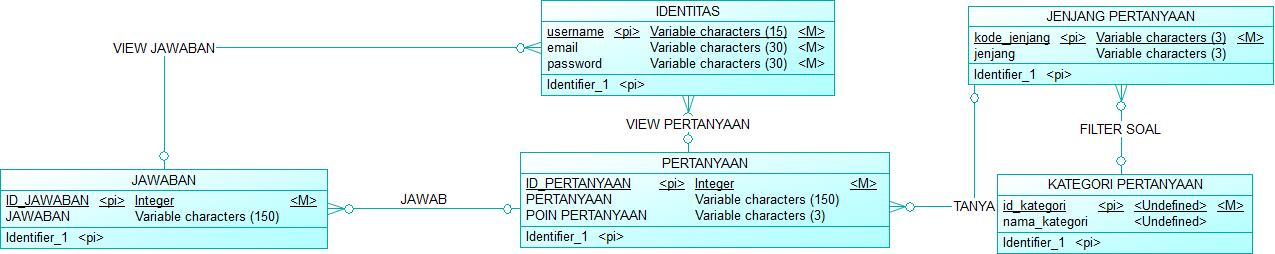 IDENTITAS
username <pi> Variable characters (15) <M>
email Variable characters (30) <M>
password Variable characters (30) <M>
Identifier_1 <pi>
JENJANG PERTANYAAN
kode_jenjang <pi> Variable characters (3) <M>
jenjang Variable characters (3)
Identifier_1 <pi>
VIEW JAWABAN
VIEW PERTANYAAN
FILTER SOAL
JAWABAN
ID_JAWABAN <pi> Integer <M>
JAWABAN Variable characters (150)
Identifier_1 <pi>
JAWAB
PERTANYAAN
ID_PERTANYAAN <pi> Integer <M>
PERTANYAAN Variable characters (150)
POIN PERTANYAAN Variable characters (3)
Identifier_1 <pi>
TANYA
KATEGORI PERTANYAAN
id_kategori <pi> <Undefined> <M>
nama_kategori <Undefined>
Identifier_1 <pi>